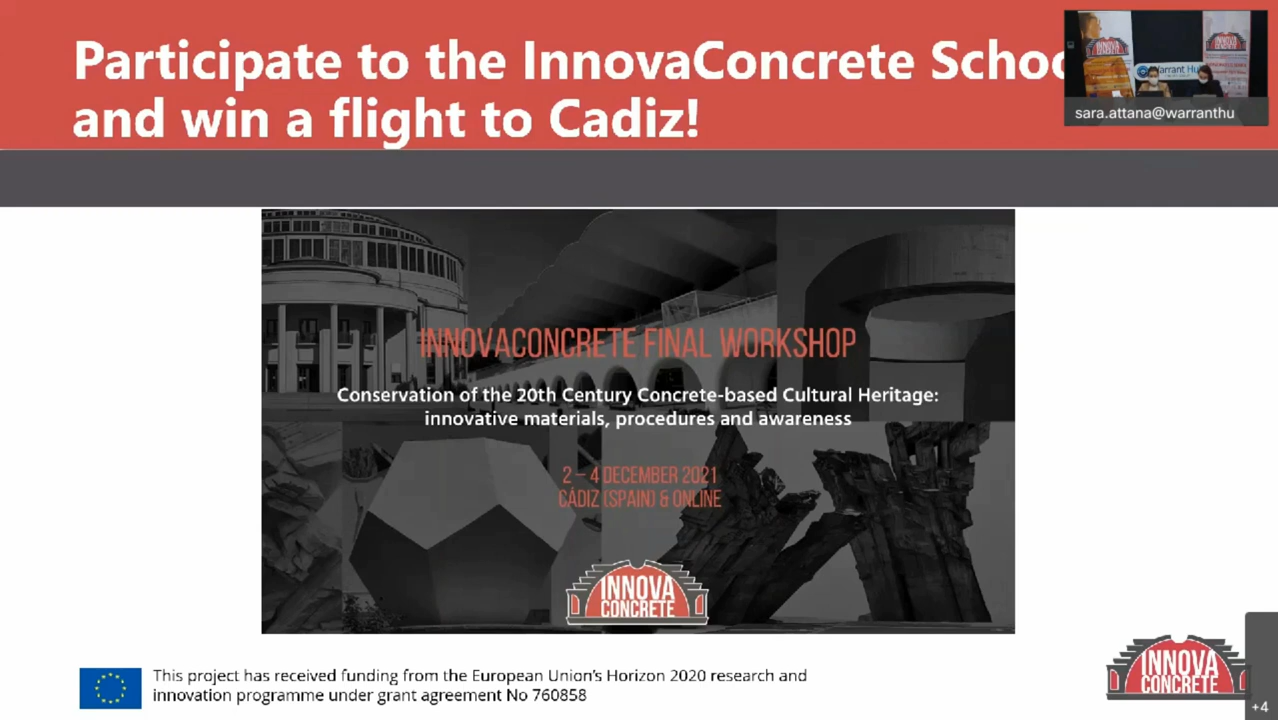 Participate to the InnovaConcrete Schoo
and win a flight to Cadiz!
sara.attana@warranthu
INNOVACONCRETE FINAL WORKSHOP
Conservation of the 20th Century Concrete-based Cultural Heritage:
innovative materials, procedures and awareness
2 – 4 DECEMBER 2021
CÁDIZ (SPAIN) & ONLINE
INNOVA
CONCRETE
This project has received funding from the European Union's Horizon 2020 research and
innovation programme under grant agreement No 760858
INNOVA
CONCRETE
+4